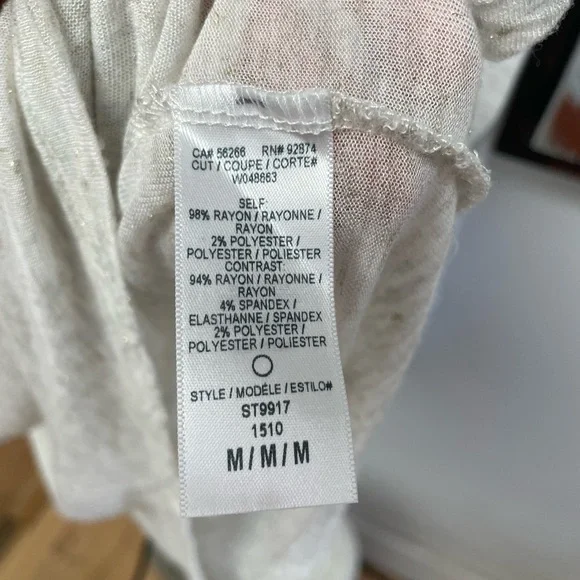 CA# 56266 RN# 92874
CUT / COUPE / CORTE#
W048663
SELF:
98% RAYON / RAYONNE /
RAYON
2% POLYESTER /
POLYESTER / POLIESTER
CONTRAST:
94% RAYON / RAYONNE /
RAYON
4% SPANDEX /
ELASTHANNE / SPANDEX
2% POLYESTER /
POLYESTER / POLIESTER
STYLE / MODÈLE / ESTILO#
ST9917
1510
M / M / M